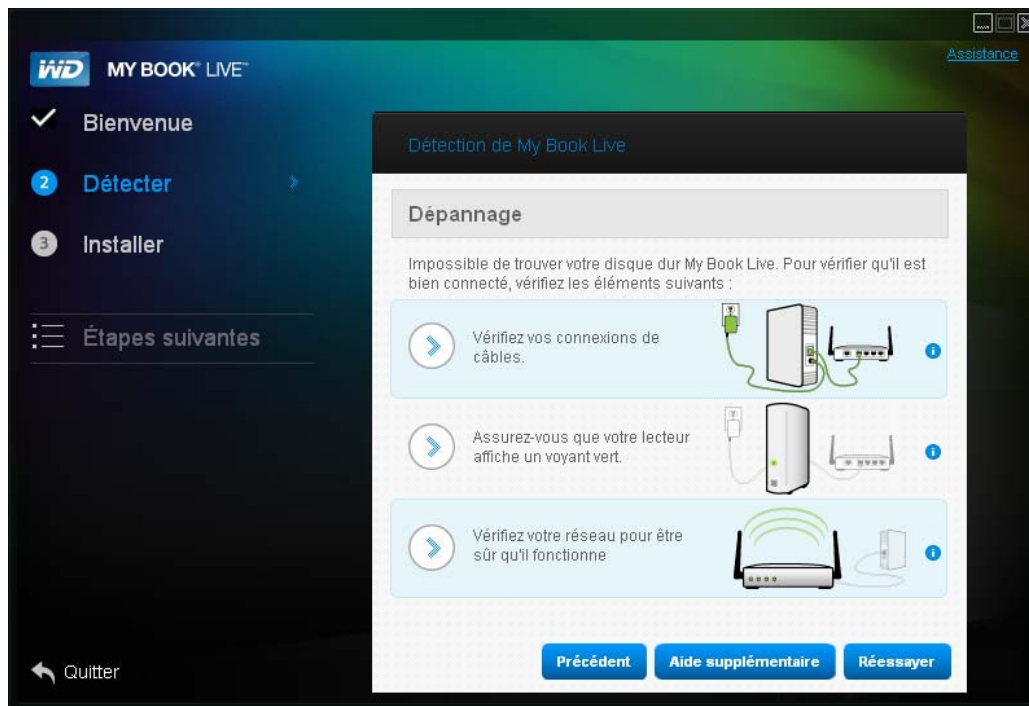 Assistance
WD MY BOOK® LIVE™
Bienvenue
2 Détecter
3 Installer
Étapes suivantes
Quitter
Détection de My Book Live
Dépannage
Impossible de trouver votre disque dur My Book Live. Pour vérifier qu'il est
bien connecté, vérifiez les éléments suivants :
Vérifiez vos connexions de
câbles.
Assurez-vous que votre lecteur
affiche un voyant vert.
Vérifiez votre réseau pour être
sûr qu'il fonctionne
Précédent
Aide supplémentaire
Réessayer